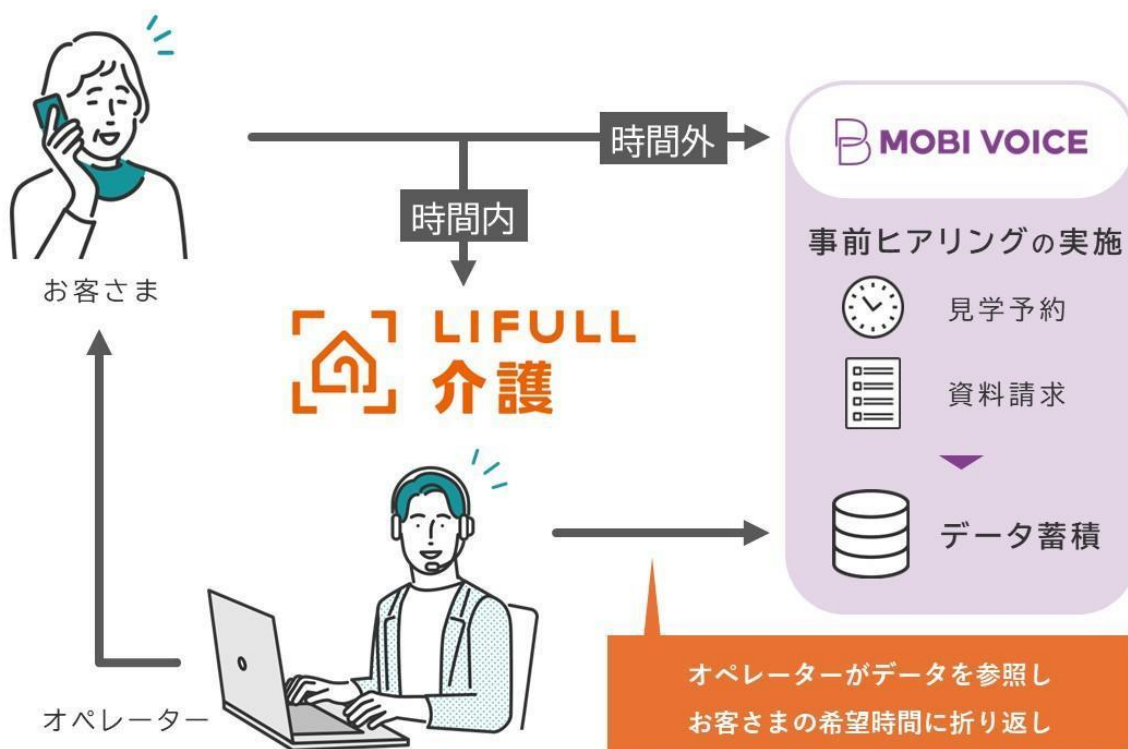 時間外
MOBI VOICE
時間内
事前ヒアリングの実施
お客さま
見学予約
LIFULL
介護
資料請求
データ蓄積
オペレーターがデータを参照し
お客さまの希望時間に折り返し
オペレーター